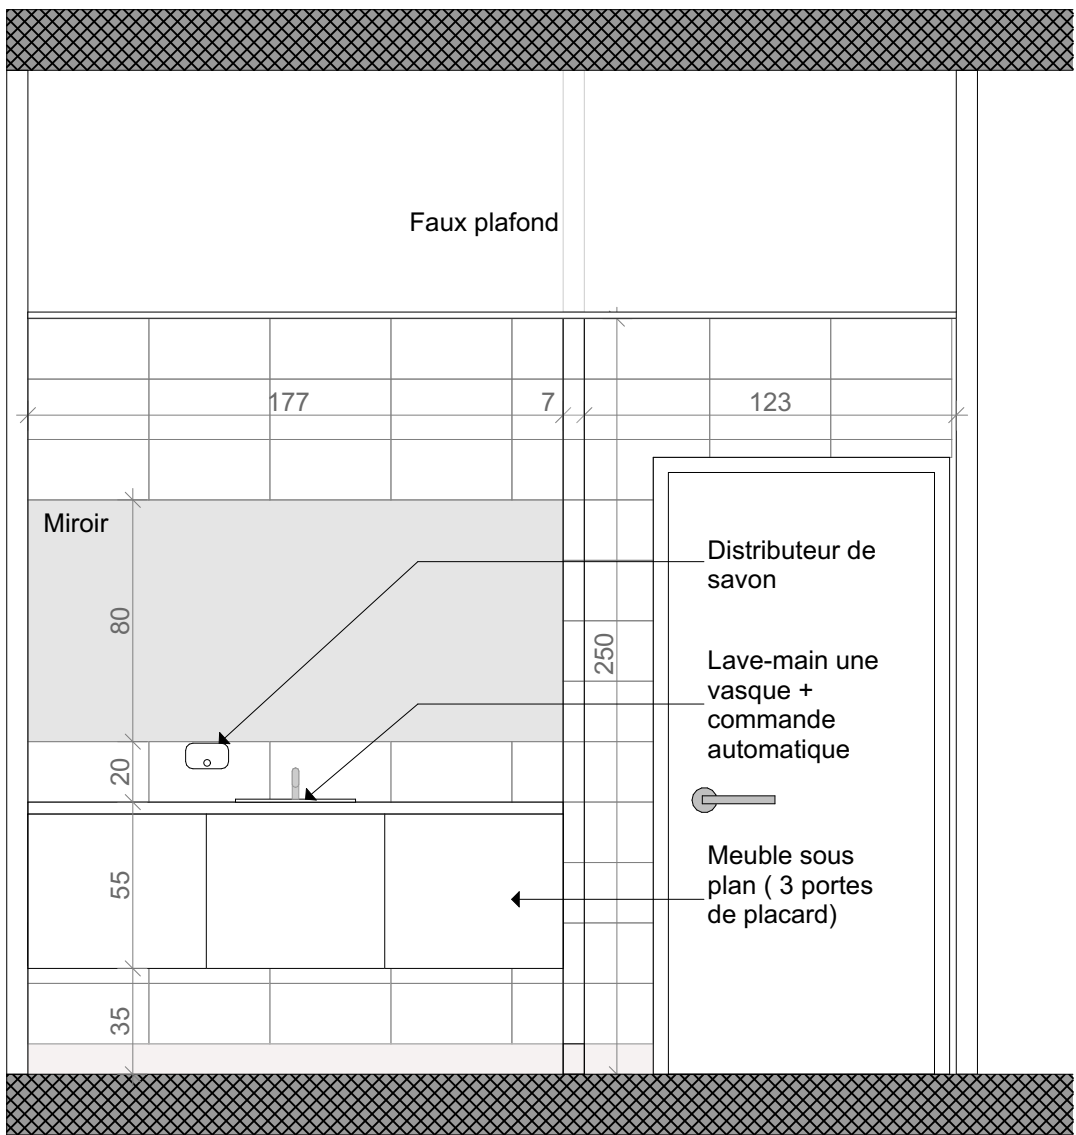 Faux plafond
177
7
123
Miroir
Distributeur de
savon
80
250
Lave-main une
vasque +
commande
automatique
20
Meuble sous
plan ( 3 portes
de placard)
55
35